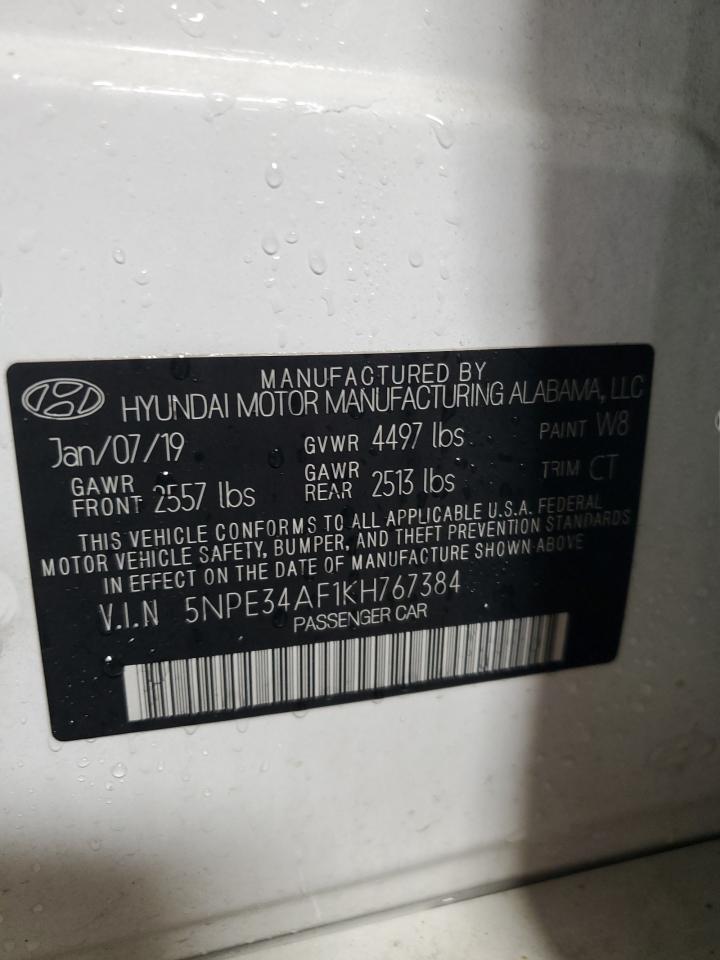 MANUFACTURED BY
HYUNDAI MOTOR MANUFACTURING ALABAMA, LLC
Jan/07/19 GVWR 4497 lbs PAINT W8
GAWR FRONT 2557 lbs GAWR REAR 2513 lbs TRIM CT
THIS VEHICLE CONFORMS TO ALL APPLICABLE U.S.A. FEDERAL
MOTOR VEHICLE SAFETY, BUMPER, AND THEFT PREVENTION STANDARDS
IN EFFECT ON THE DATE OF MANUFACTURE SHOWN ABOVE
V.I.N 5NPE34AF1KH767384
PASSENGER CAR